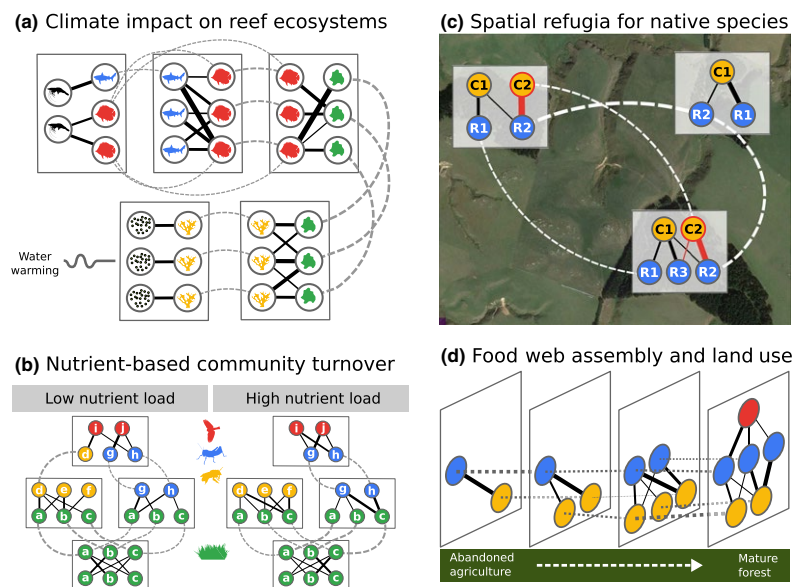 (a) Climate impact on reef ecosystems
Water
warming
(b) Nutrient-based community turnover
Low nutrient load
High nutrient load
i j
d g h
d e f
a b c
g h
a b c
a b c
a b c
i j
g h
d e f
a b c
g h
a b c
a b c
a b c
(c) Spatial refugia for native species
C1 C2
R1 R2
C1
R2 R1
C1 C2
R1 R3 R2
(d) Food web assembly and land use
Abandoned
agriculture
Mature
forest